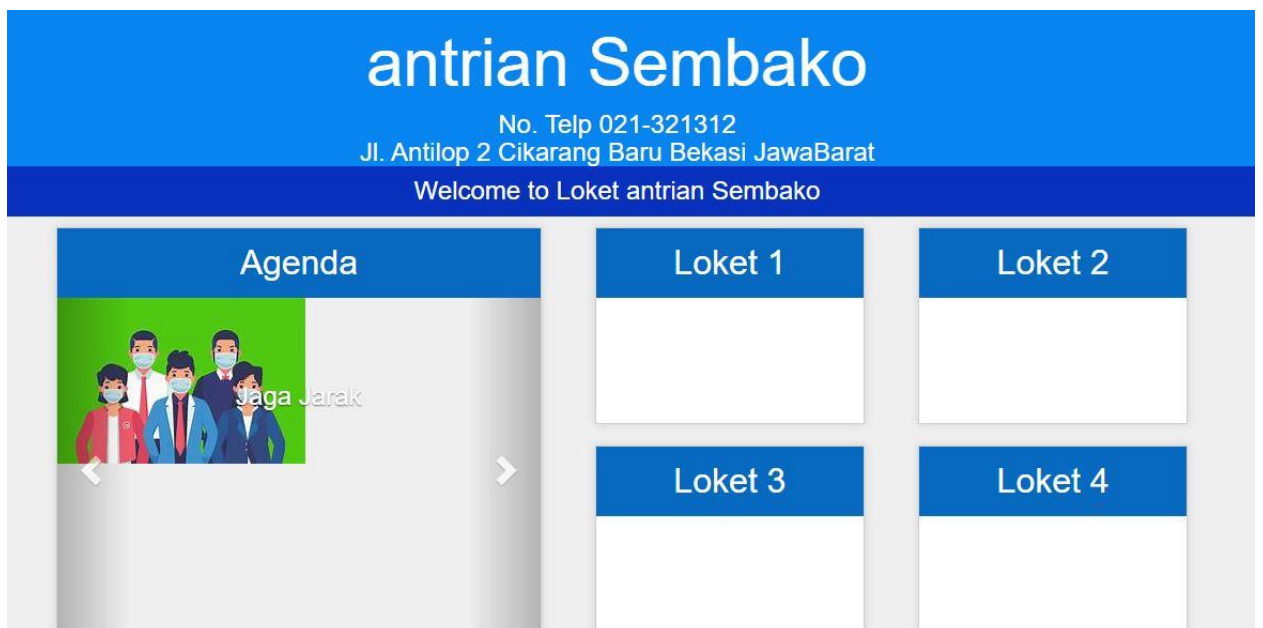 antrian Sembako
No. Telp 021-321312
Jl. Antilop 2 Cikarang Baru Bekasi JawaBarat
Welcome to Loket antrian Sembako
Agenda
Jaga Jarak
Loket 1
Loket 2
Loket 3
Loket 4